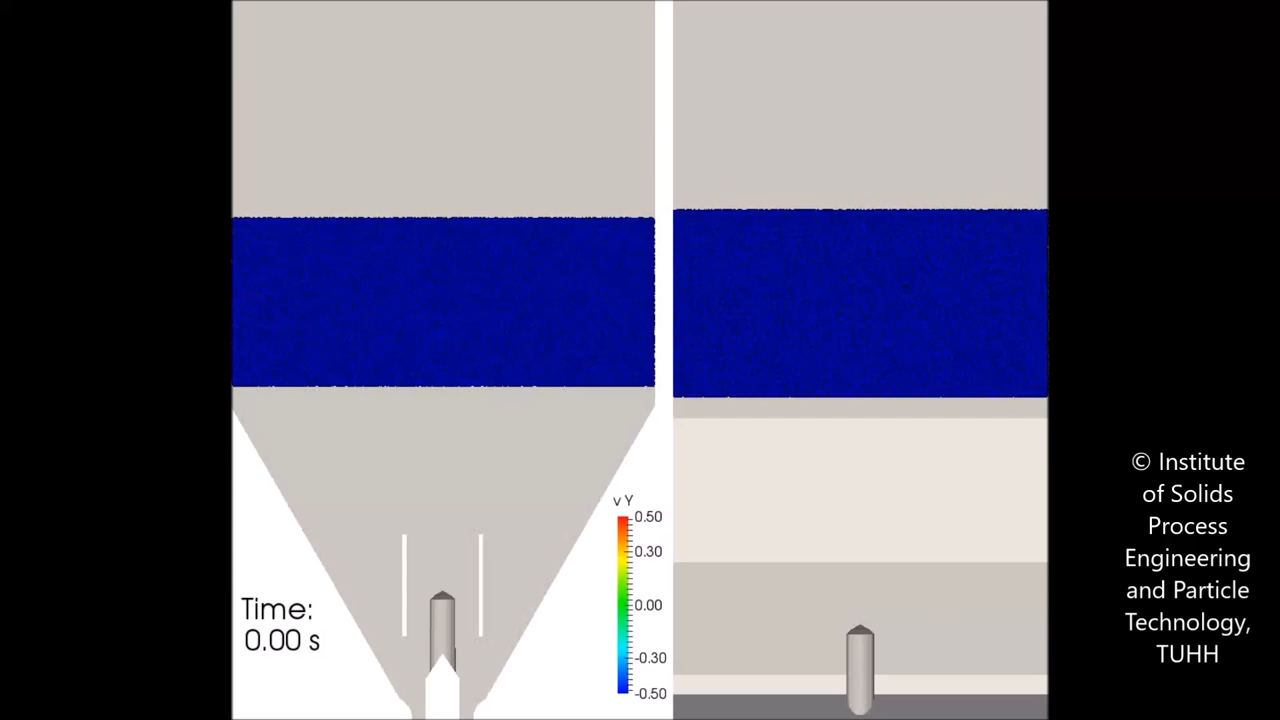 v Y
0.50
0.30
0.00
-0.30
-0.50
Time:
0.00 s
© Institute
of Solids
Process
Engineering
and Particle
Technology,
TUHH